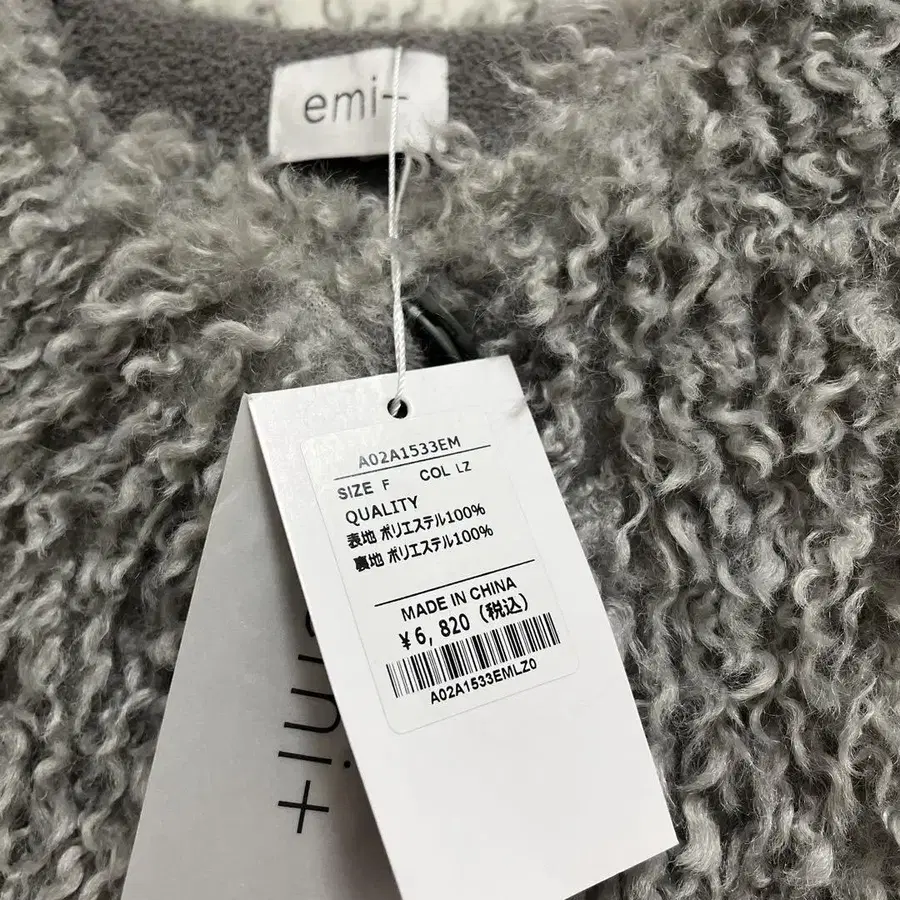 emi+
A02A1533EM
SIZE F COL LZ
QUALITY
表地 ポリエステル100%
裏地 ポリエステル100%
MADE IN CHINA
¥6,820 (税込)
A02A1533EMLZ0
emi+